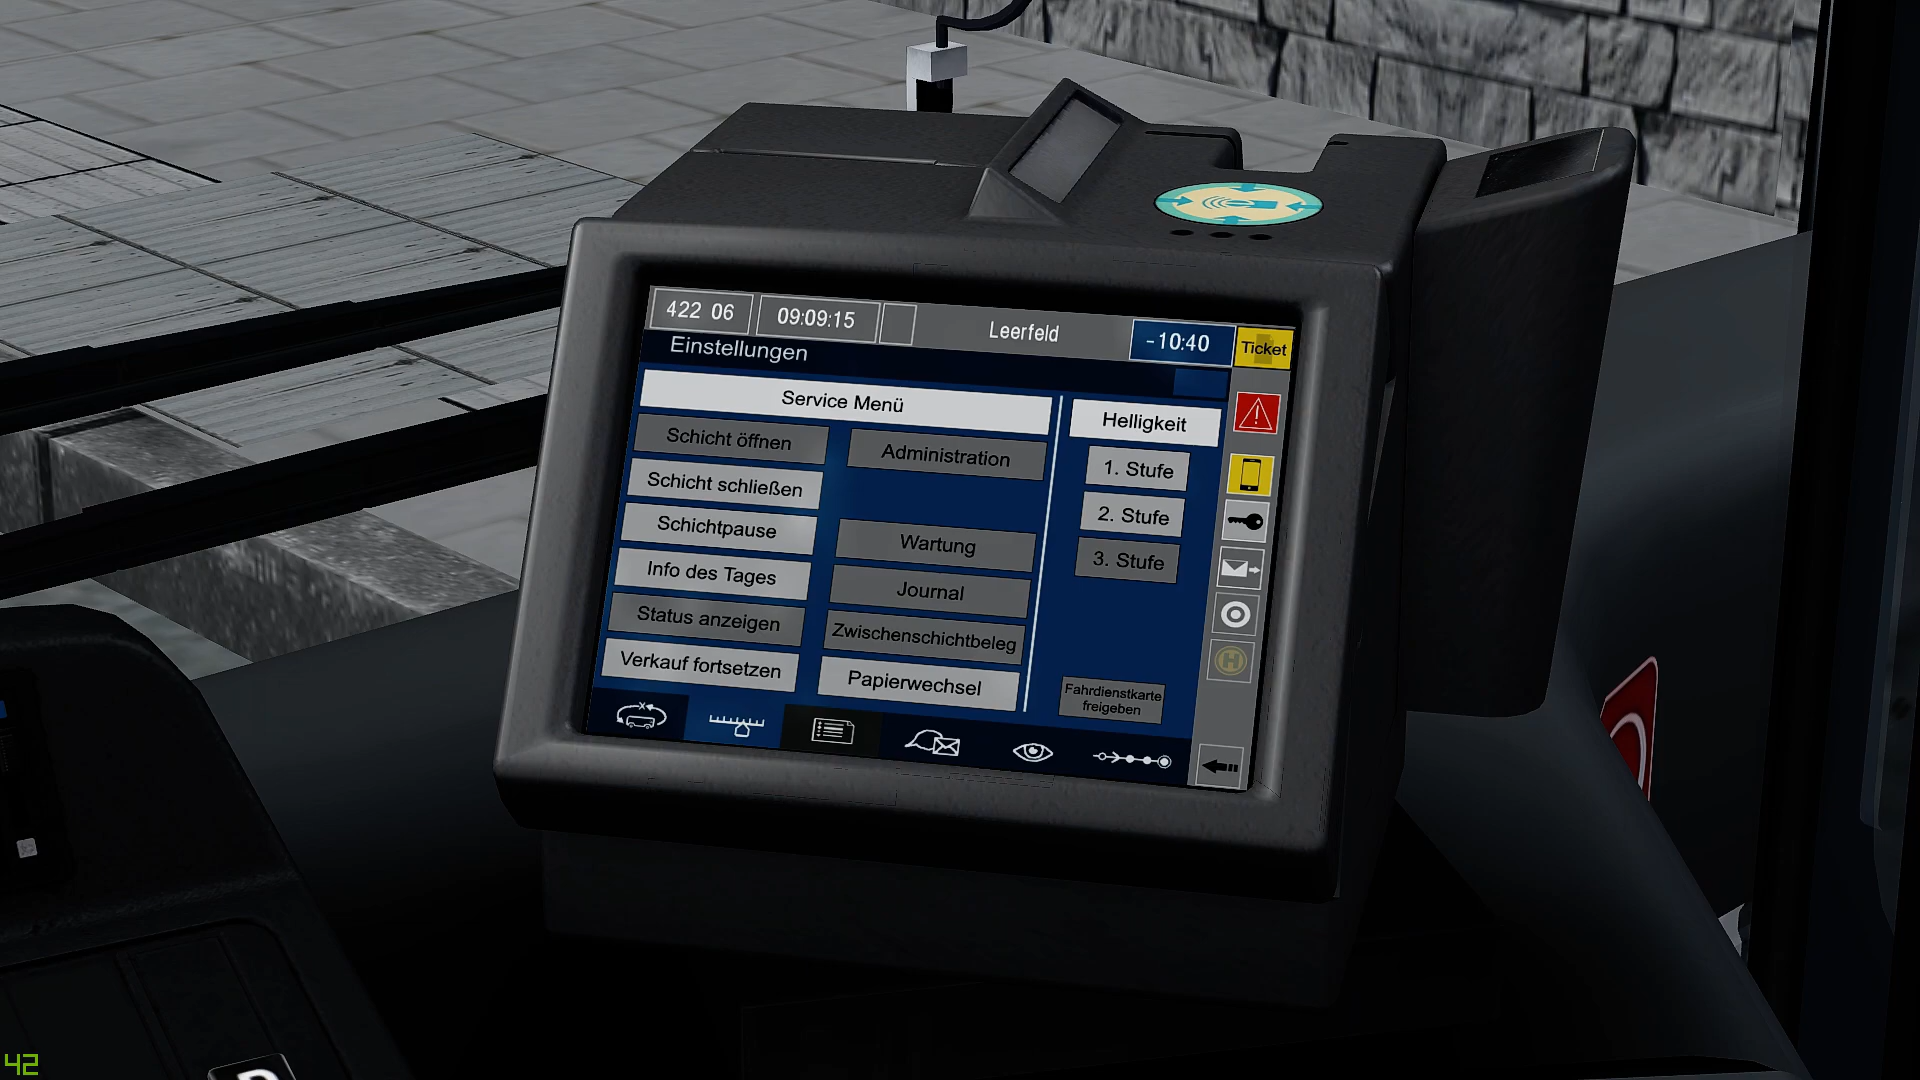 422 06
09:09:15
Leerfeld
-10:40
Ticket
Einstellungen
Service Menü
Helligkeit
Schicht öffnen
Administration
1. Stufe
Schicht schließen
2. Stufe
Schichtpause
Wartung
3. Stufe
Info des Tages
Journal
Status anzeigen
Zwischenschichtbeleg
Verkauf fortsetzen
Papierwechsel
Fahrdienstkarte
freigeben
H
42